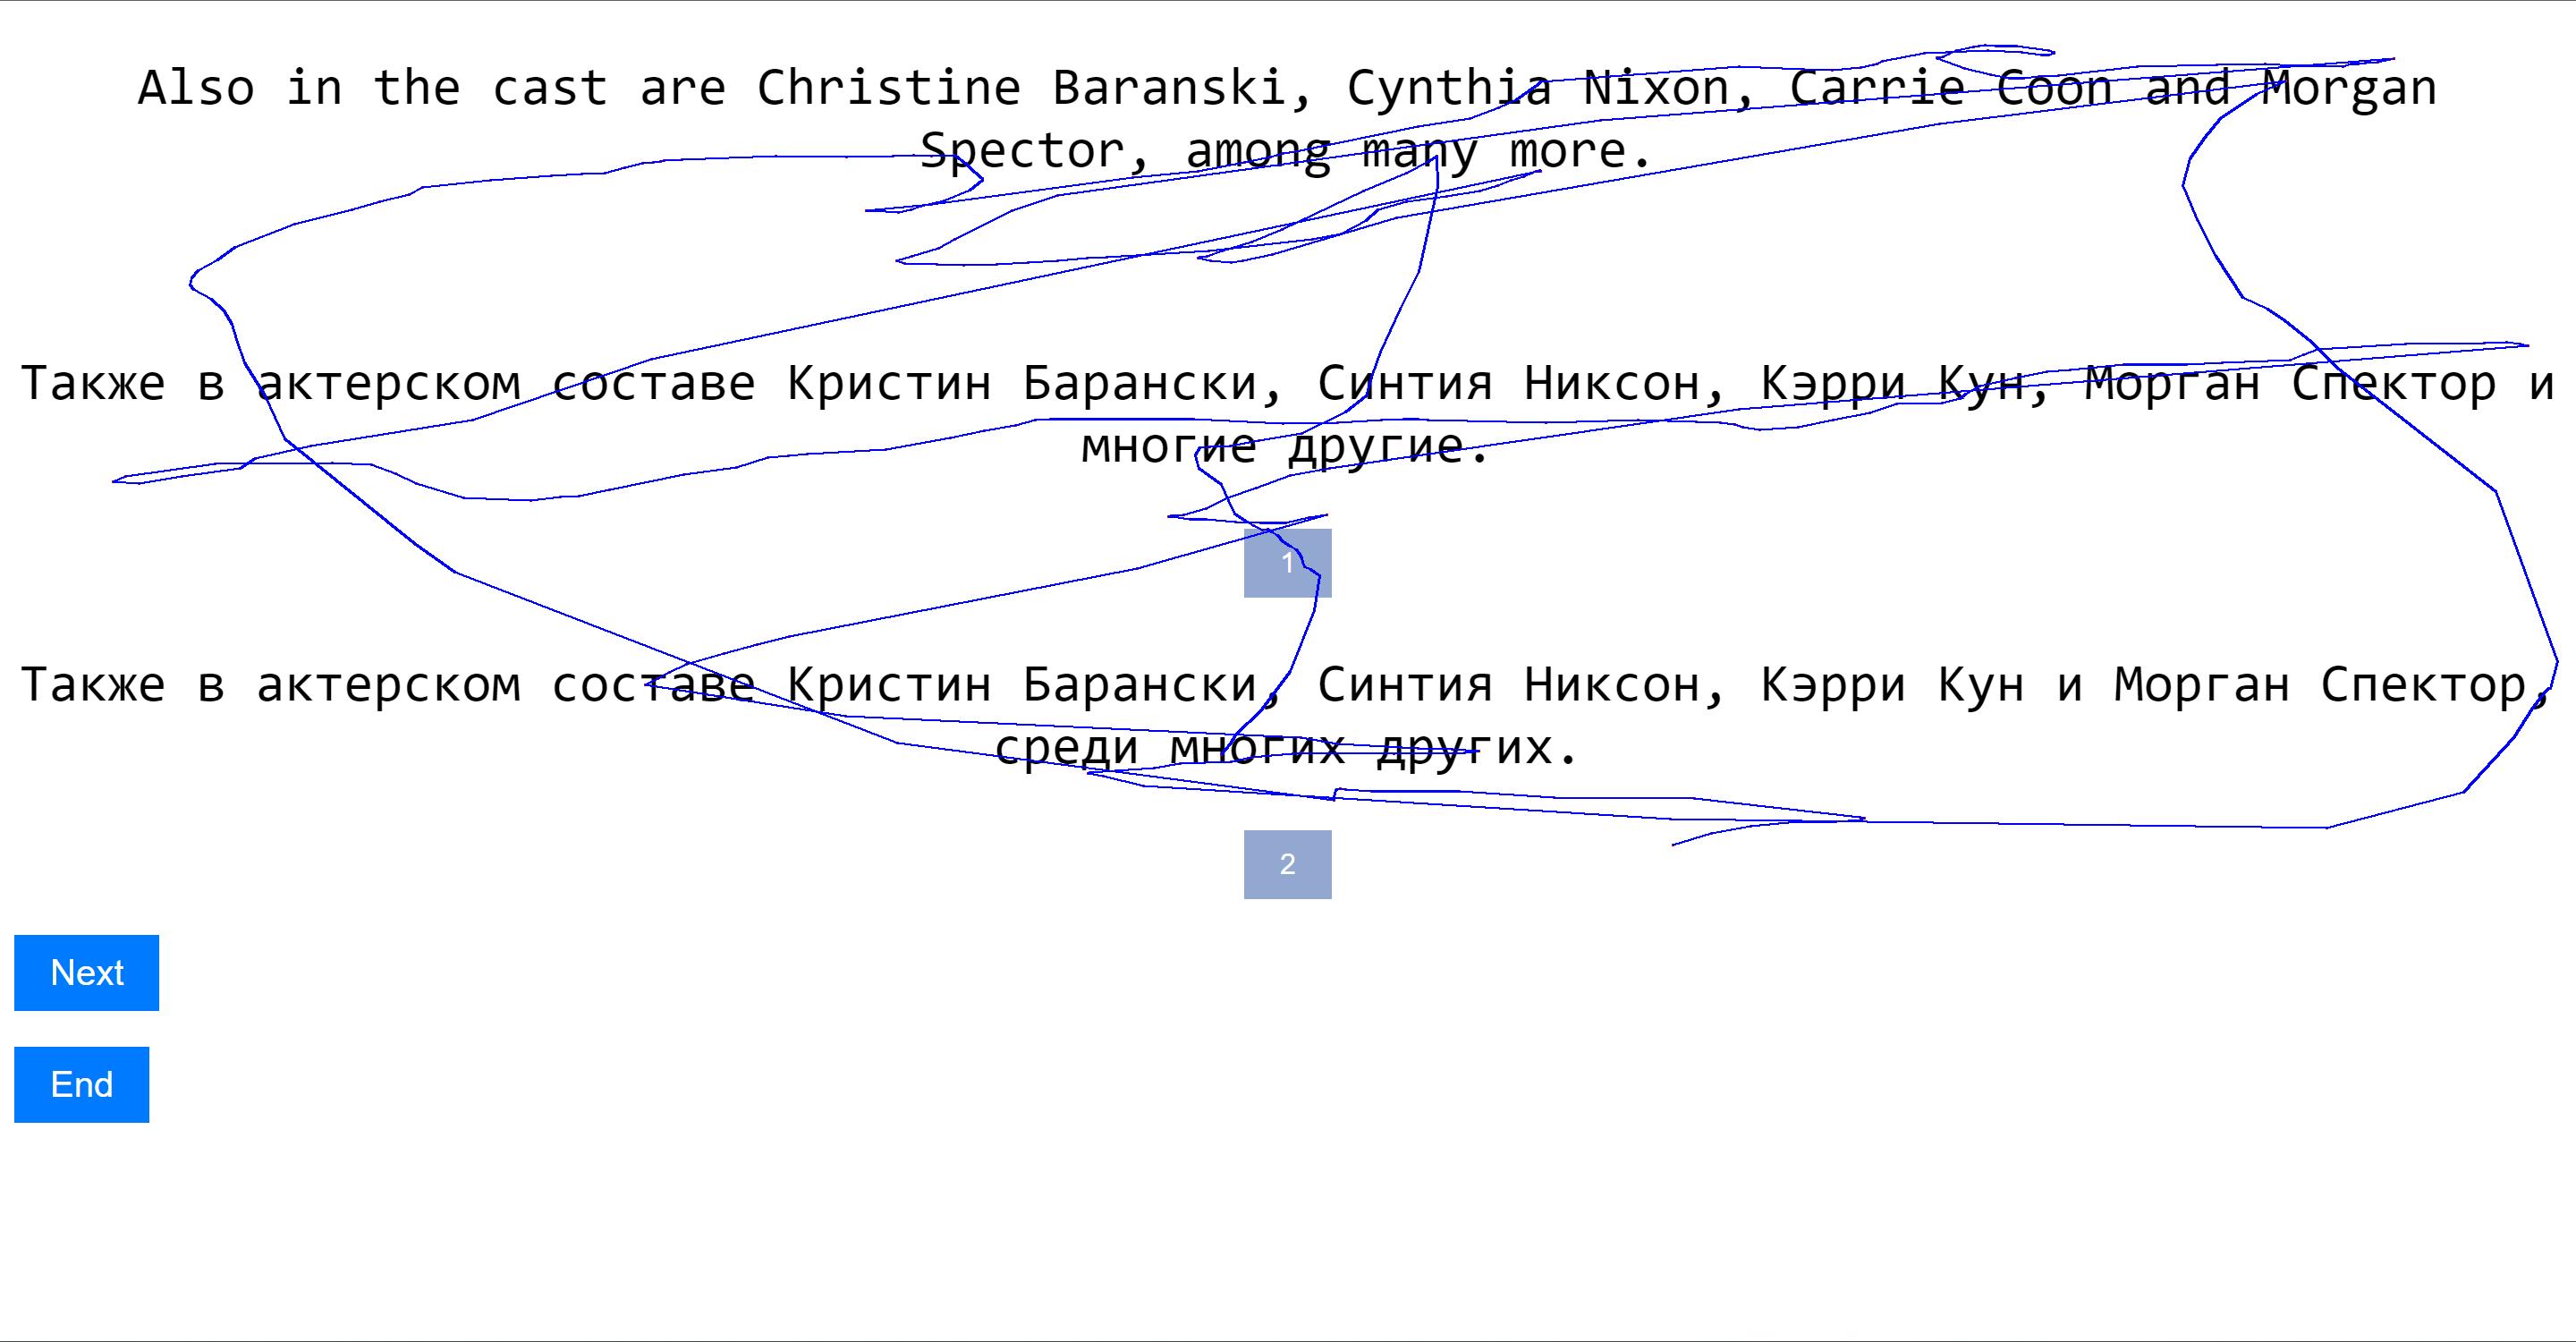 Also in the cast are Christine Baranski, Cynthia Nixon, Carrie Coon and Morgan
Spector, among many more.
Также в актерском составе Кристин Барански, Синтия Никсон, Кэрри Кун, Морган Спектор и
многие другие.
1
Также в актерском составе Кристин Барански, Синтия Никсон, Кэрри Кун и Морган Спектор,
среди многих других.
2
Next
End